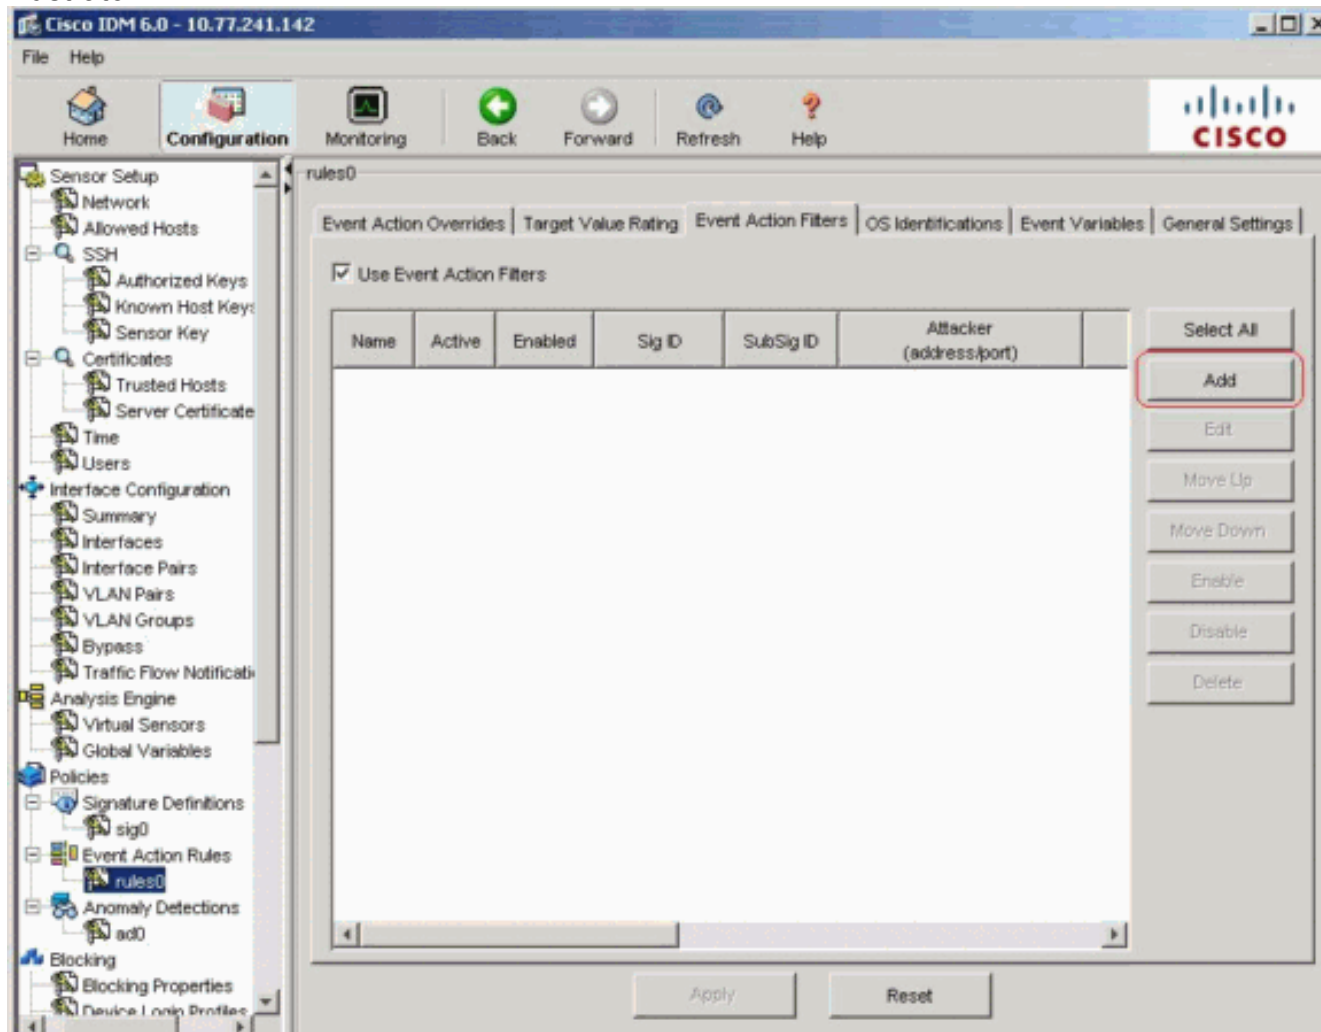 Cisco IDM 6.0 - 10.77.241.142
File Help
Home Configuration Monitoring Back Forward Refresh Help
CISCO
Sensor Setup
Network
Allowed Hosts
SSH
Authorized Keys
Known Host Keys
Sensor Key
Certificates
Trusted Hosts
Server Certificate
Time
Users
Interface Configuration
Summary
Interfaces
Interface Pairs
VLAN Pairs
VLAN Groups
Bypass
Traffic Flow Notificati
Analysis Engine
Virtual Sensors
Global Variables
Policies
Signature Definitions
sig0
Event Action Rules
rules0
Anomaly Detections
ad0
Blocking
Blocking Properties
Device Login Profiles
rules0
Event Action Overrides Target Value Rating Event Action Filters OS Identifications Event Variables General Settings
Use Event Action Filters
Name Active Enabled Sig ID SubSig ID Attacker (address/port)
Select All
Add
Edit
Move Up
Move Down
Enable
Disable
Delete
Apply Reset